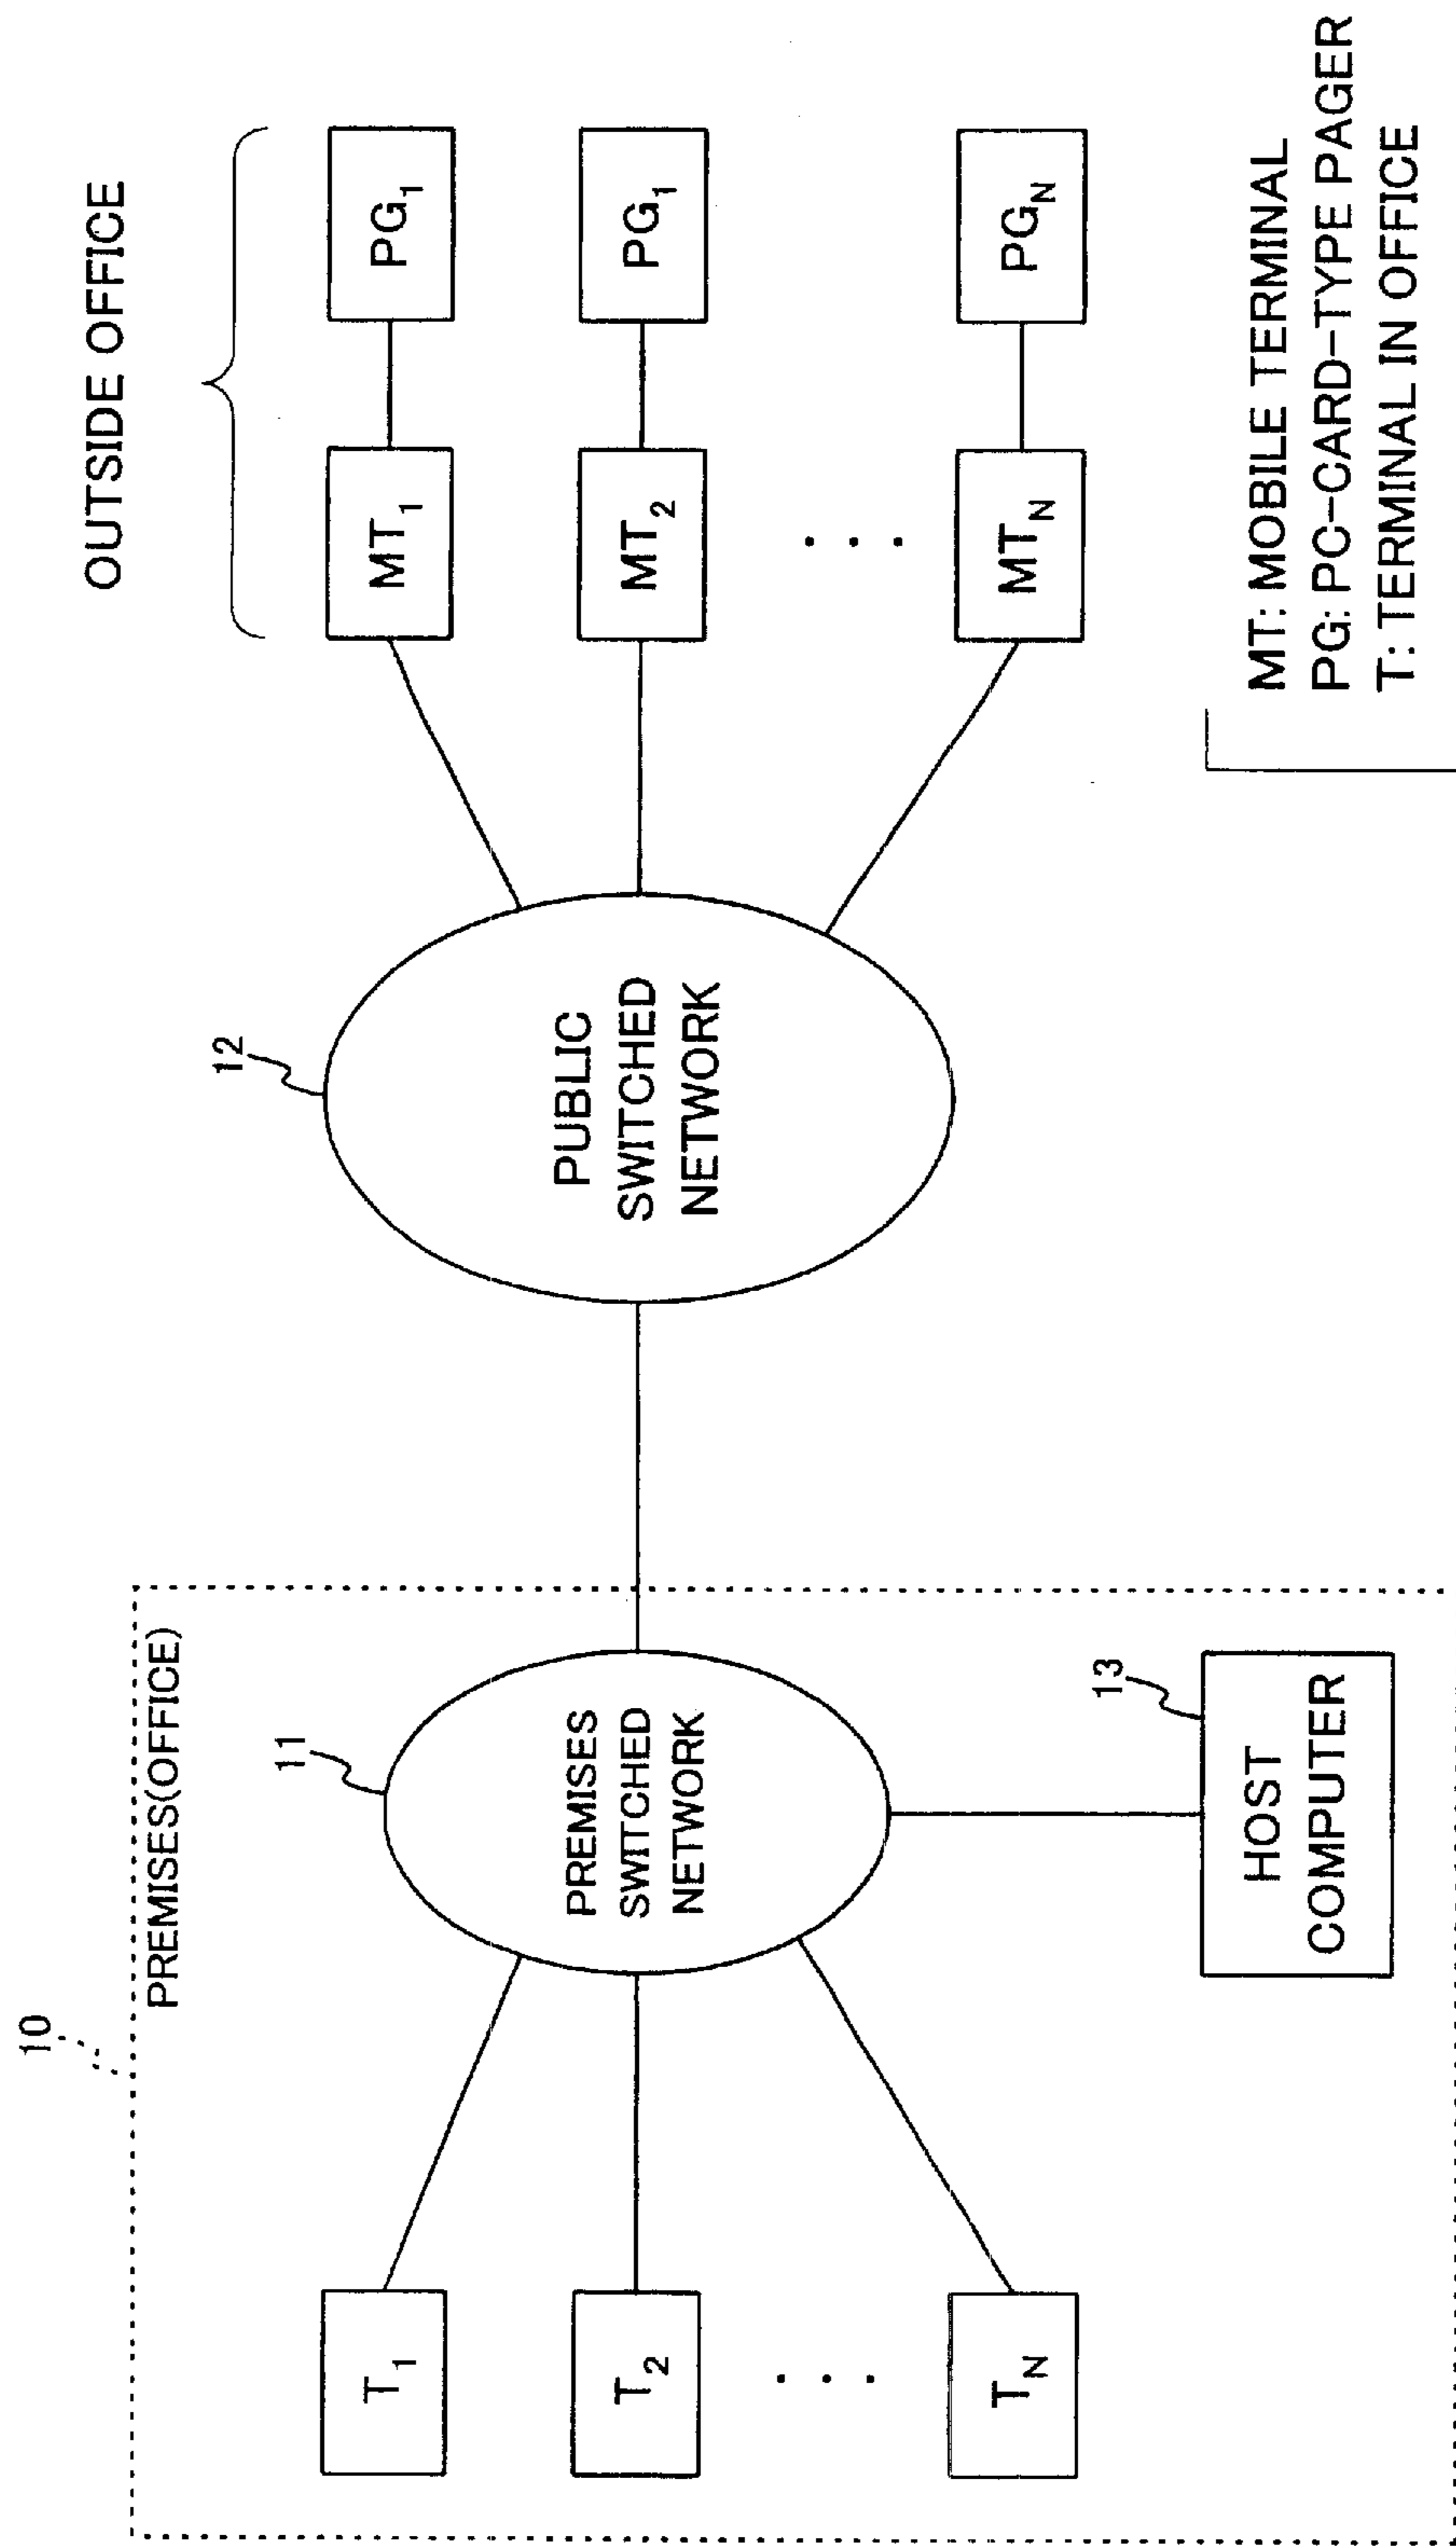 10
PREMISES(OFFICE)
T1
T2
TN
11
PREMISES
SWITCHED
NETWORK
13
HOST
COMPUTER
12
PUBLIC
SWITCHED
NETWORK
OUTSIDE OFFICE
MT1
PG1
MT2
PG1
MTN
PGN
MT: MOBILE TERMINAL
PG: PC-CARD-TYPE PAGER
T: TERMINAL IN OFFICE